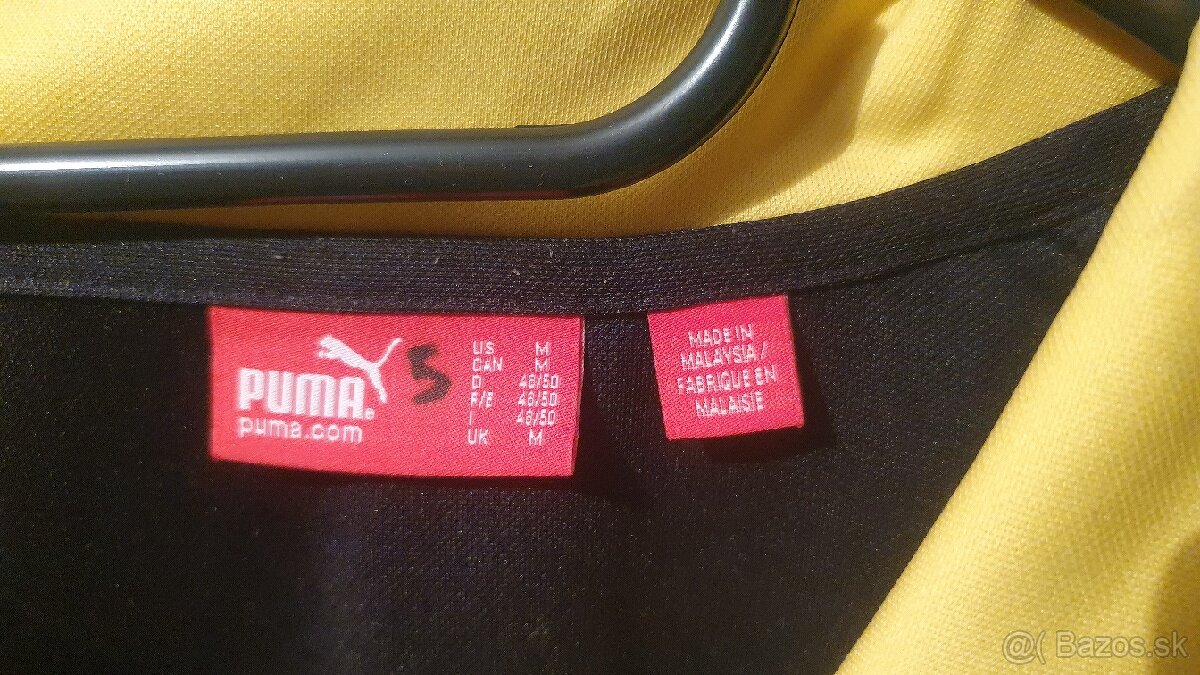 PUMA®
puma.com
5
US M
CAN M
D 48/50
F/E 48/50
I 48/50
UK M
MADE IN
MALAYSIA /
FABRIQUE EN
MALAISIE
@( Bazos.sk